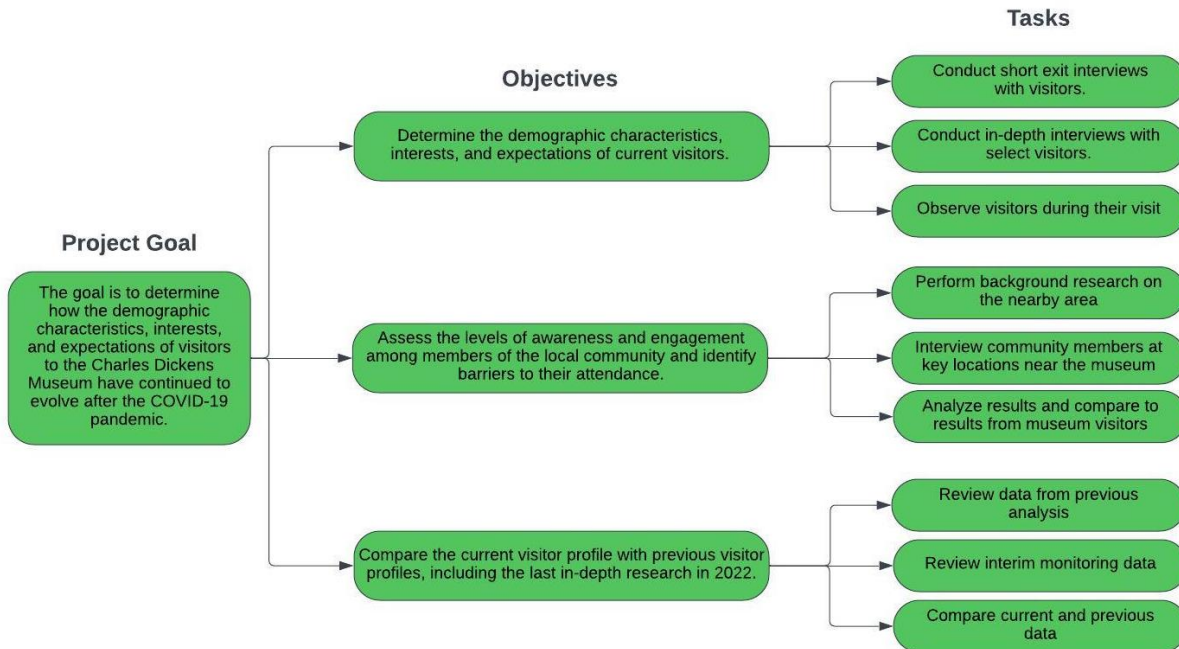 Project Goal
The goal is to determine
how the demographic
characteristics, interests,
and expectations of visitors
to the Charles Dickens
Museum have continued to
evolve after the COVID-19
pandemic.
Objectives
Determine the demographic characteristics,
interests, and expectations of current visitors.
Assess the levels of awareness and engagement
among members of the local community and identify
barriers to their attendance.
Compare the current visitor profile with previous visitor
profiles, including the last in-depth research in 2022.
Tasks
Conduct short exit interviews
with visitors.
Conduct in-depth interviews with
select visitors.
Observe visitors during their visit
Perform background research on
the nearby area
Interview community members at
key locations near the museum
Analyze results and compare to
results from museum visitors
Review data from previous
analysis
Review interim monitoring data
Compare current and previous
data